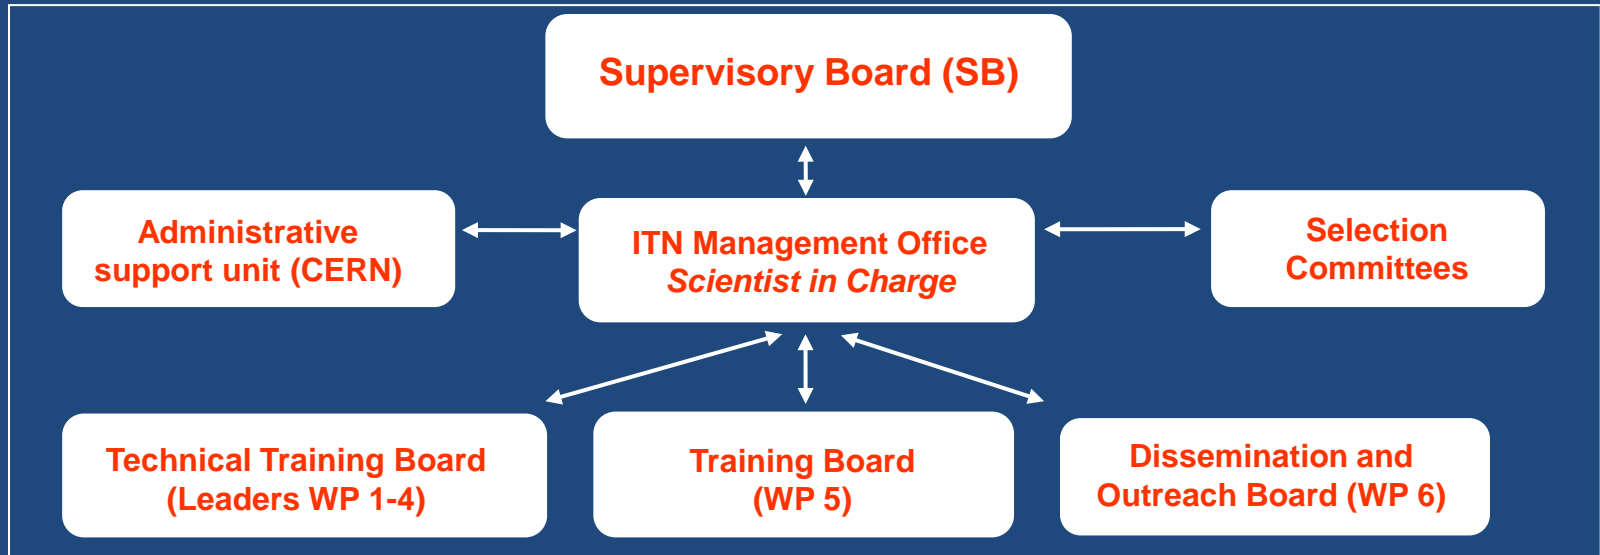 Supervisory Board (SB)
Administrative
support unit (CERN)
ITN Management Office
Scientist in Charge
Selection
Committees
Technical Training Board
(Leaders WP 1-4)
Training Board
(WP 5)
Dissemination and
Outreach Board (WP 6)